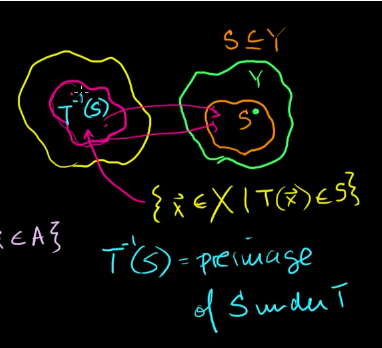 S ⊆ Y
Y
T⁻¹(S)
S
{x⃗ ∈ X | T(x⃗) ∈ S}
∈ A}
T⁻¹(S) = preimage
of S under T